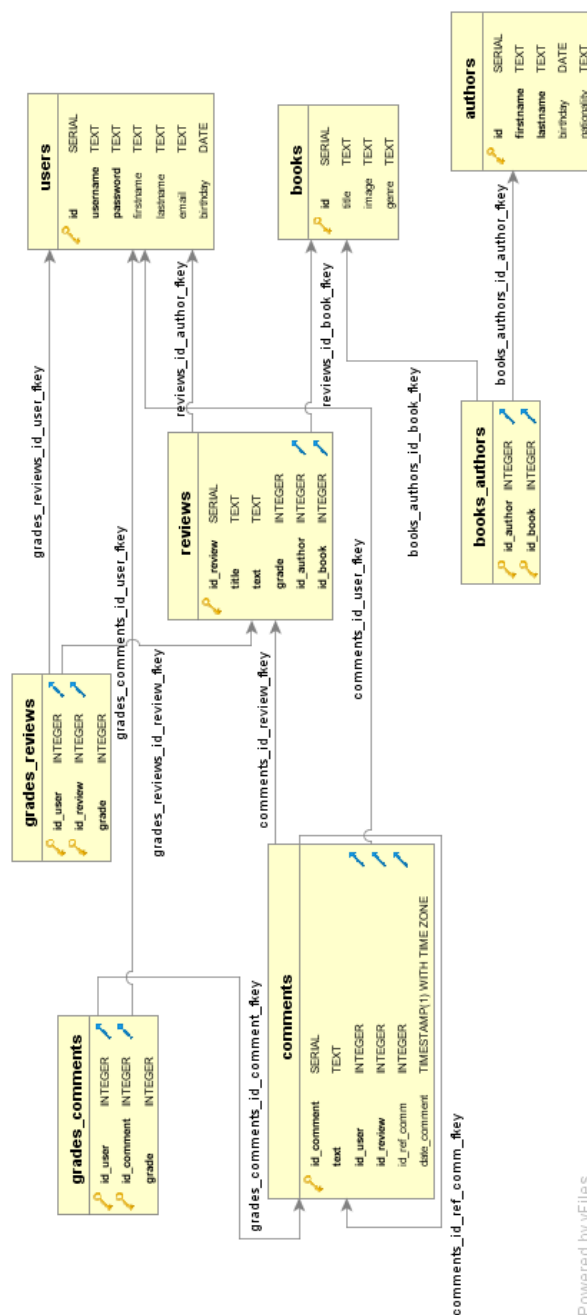 users
id SERIAL
username TEXT
password TEXT
firstname TEXT
lastname TEXT
email TEXT
birthday DATE
books
id SERIAL
title TEXT
image TEXT
genre TEXT
authors
id SERIAL
firstname TEXT
lastname TEXT
birthday DATE
nationality TEXT
grades_reviews_id_user_fkey
grades_comments_id_user_fkey
reviews_id_author_fkey
reviews_id_book_fkey
books_authors_id_author_fkey
reviews
id_review SERIAL
title TEXT
text TEXT
grade INTEGER
id_author INTEGER
id_book INTEGER
comments_id_user_fkey
books_authors_id_book_fkey
books_authors
id_author INTEGER
id_book INTEGER
grades_reviews
id_user INTEGER
id_review INTEGER
grade INTEGER
grades_reviews_id_review_fkey
comments_id_review_fkey
grades_comments
id_user INTEGER
id_comment INTEGER
grade INTEGER
grades_comments_id_comment_fkey
comments
id_comment SERIAL
text TEXT
id_user INTEGER
id_review INTEGER
id_ref_comm INTEGER
date_comment TIMESTAMP(1) WITH TIME ZONE
comments_id_ref_comm_fkey
Powered by yFiles